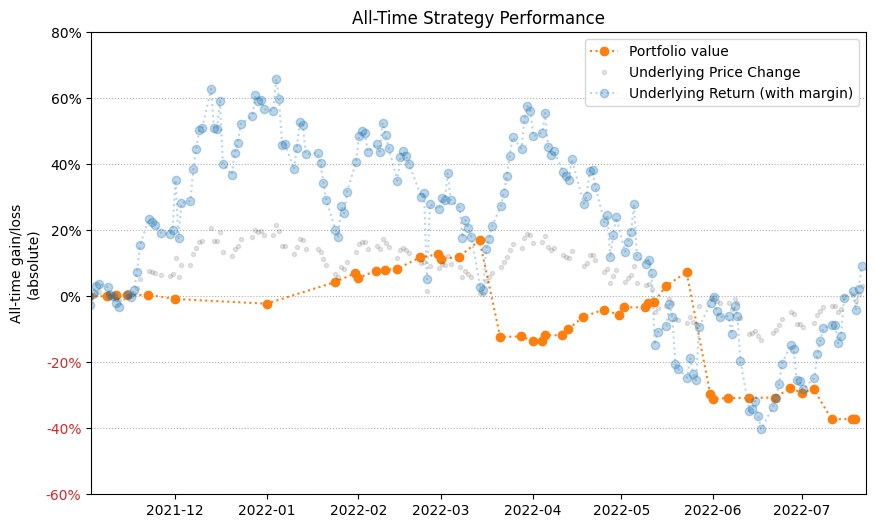 All-Time Strategy Performance
80%
60%
40%
20%
0%
-20%
-40%
-60%
All-time gain/loss
(absolute)
Portfolio value
Underlying Price Change
Underlying Return (with margin)
2021-12
2022-01
2022-02
2022-03
2022-04
2022-05
2022-06
2022-07